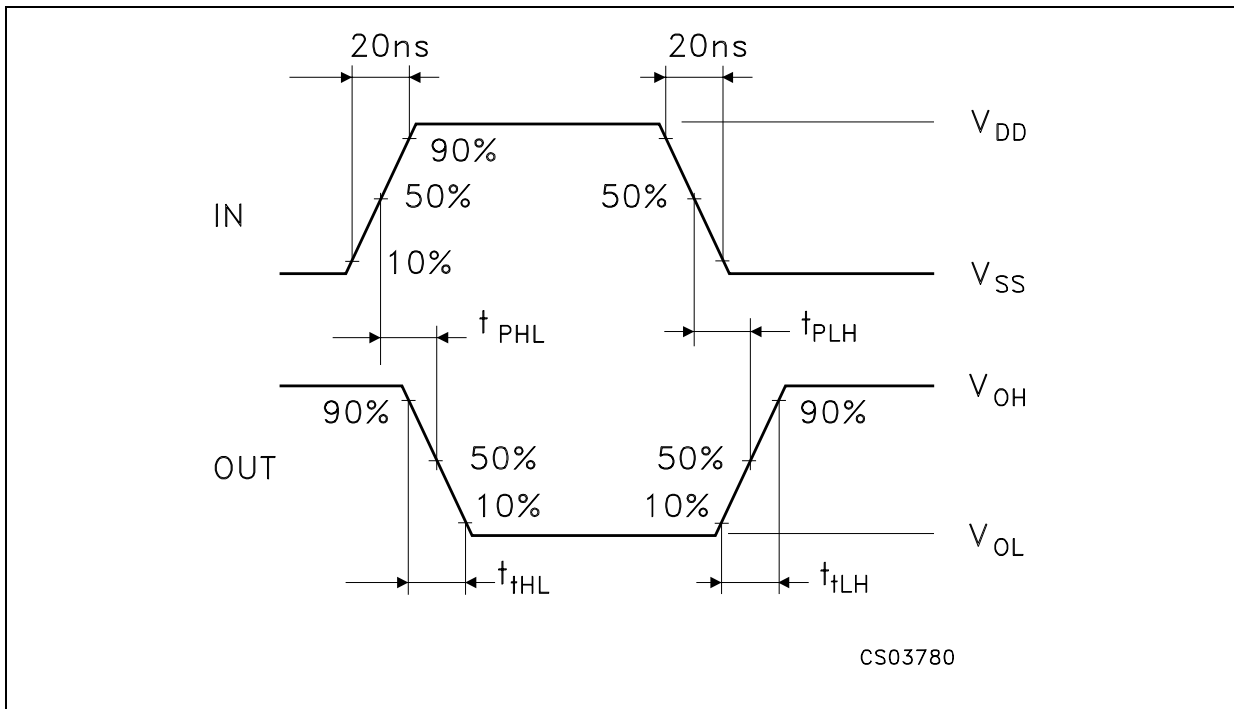 20ns 20ns
V DD
90%
50% 50%
IN
10%
V SS
t PHL t PLH
V OH
90% 90%
50% 50%
OUT
10% 10%
V OL
t tHL t tLH
CS03780